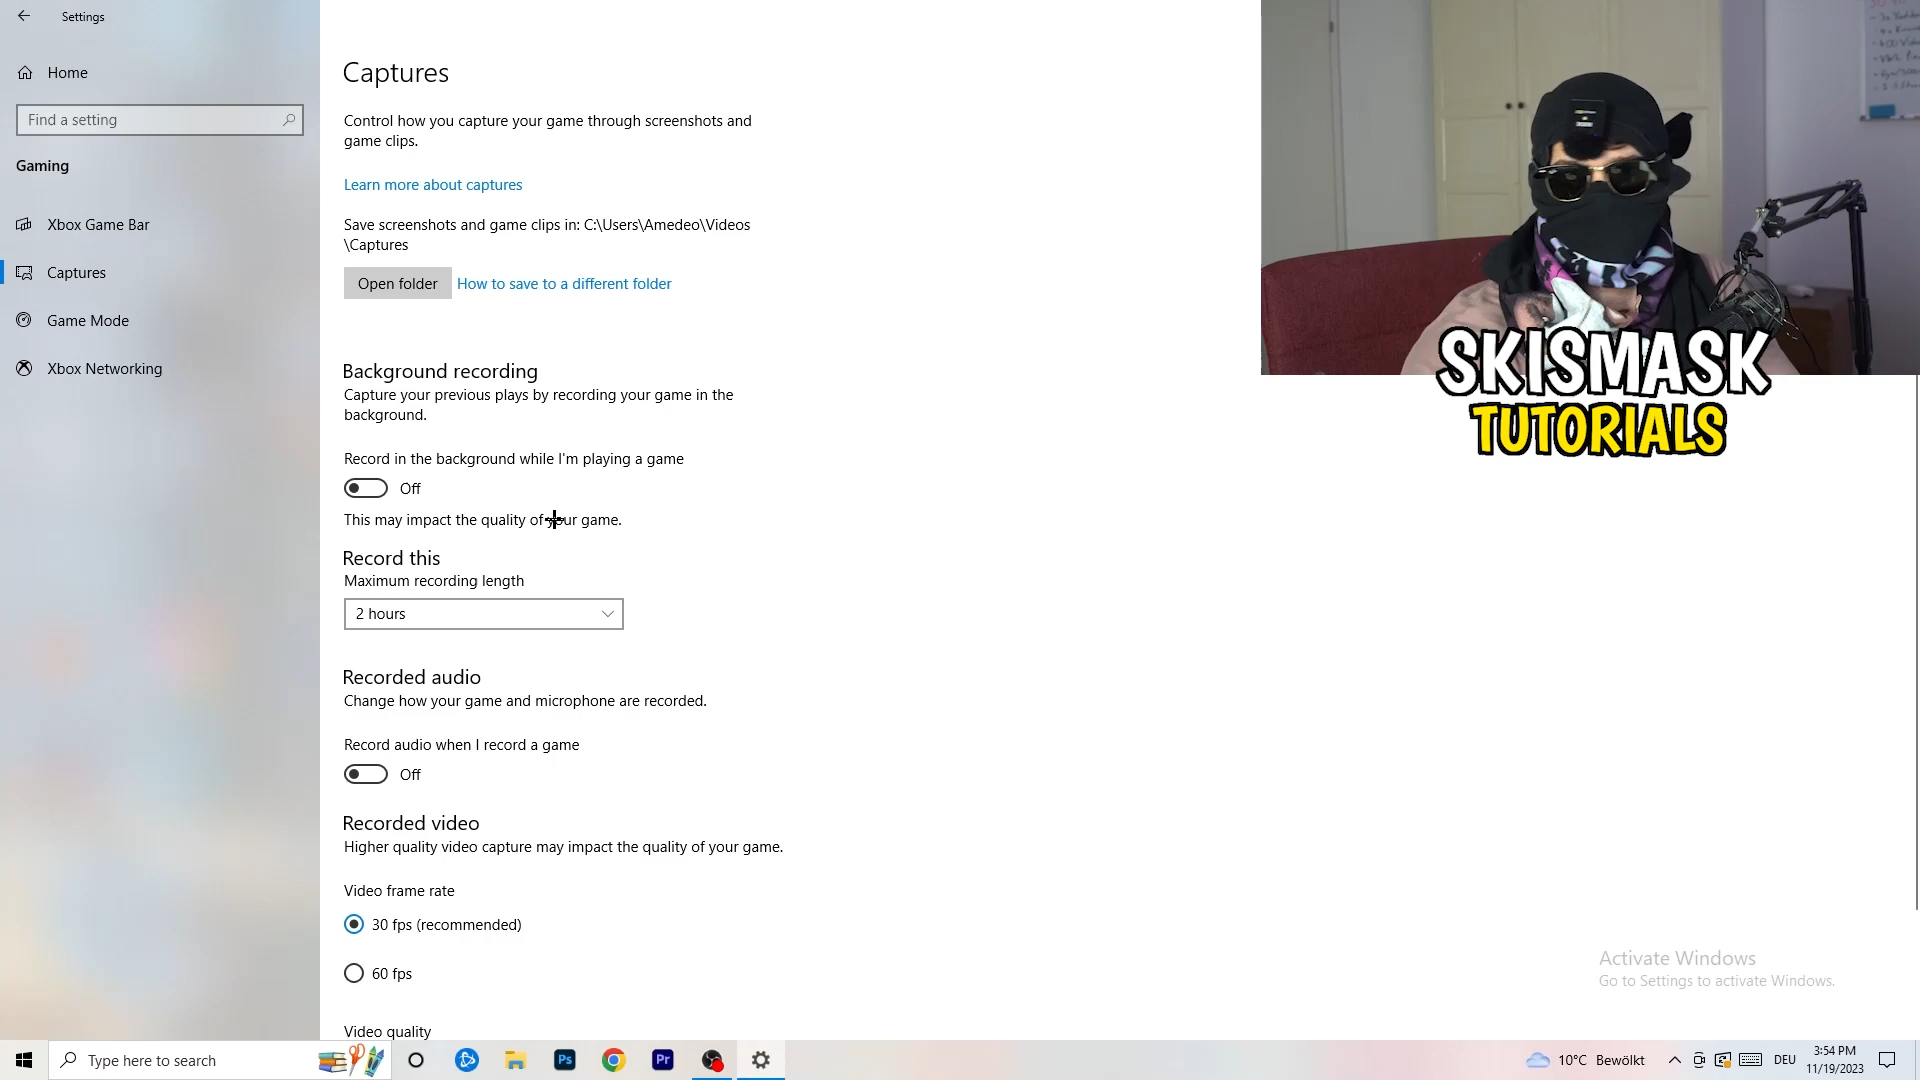 Settings
Home
Find a setting
Gaming
Xbox Game Bar
Captures
Game Mode
Xbox Networking
Captures
Control how you capture your game through screenshots and
game clips.
Learn more about captures
Save screenshots and game clips in: C:\Users\Amedeo\Videos
\Captures
Open folder
How to save to a different folder
Background recording
Capture your previous plays by recording your game in the
background.
Record in the background while I'm playing a game
Off
This may impact the quality of your game.
Record this
Maximum recording length
2 hours
Recorded audio
Change how your game and microphone are recorded.
Record audio when I record a game
Off
Recorded video
Higher quality video capture may impact the quality of your game.
Video frame rate
30 fps (recommended)
60 fps
Video quality
SKISMASK
TUTORIALS
Activate Windows
Go to Settings to activate Windows.
Type here to search
Ps
Pr
10°C Bewölkt
DEU
3:54 PM
11/19/2023